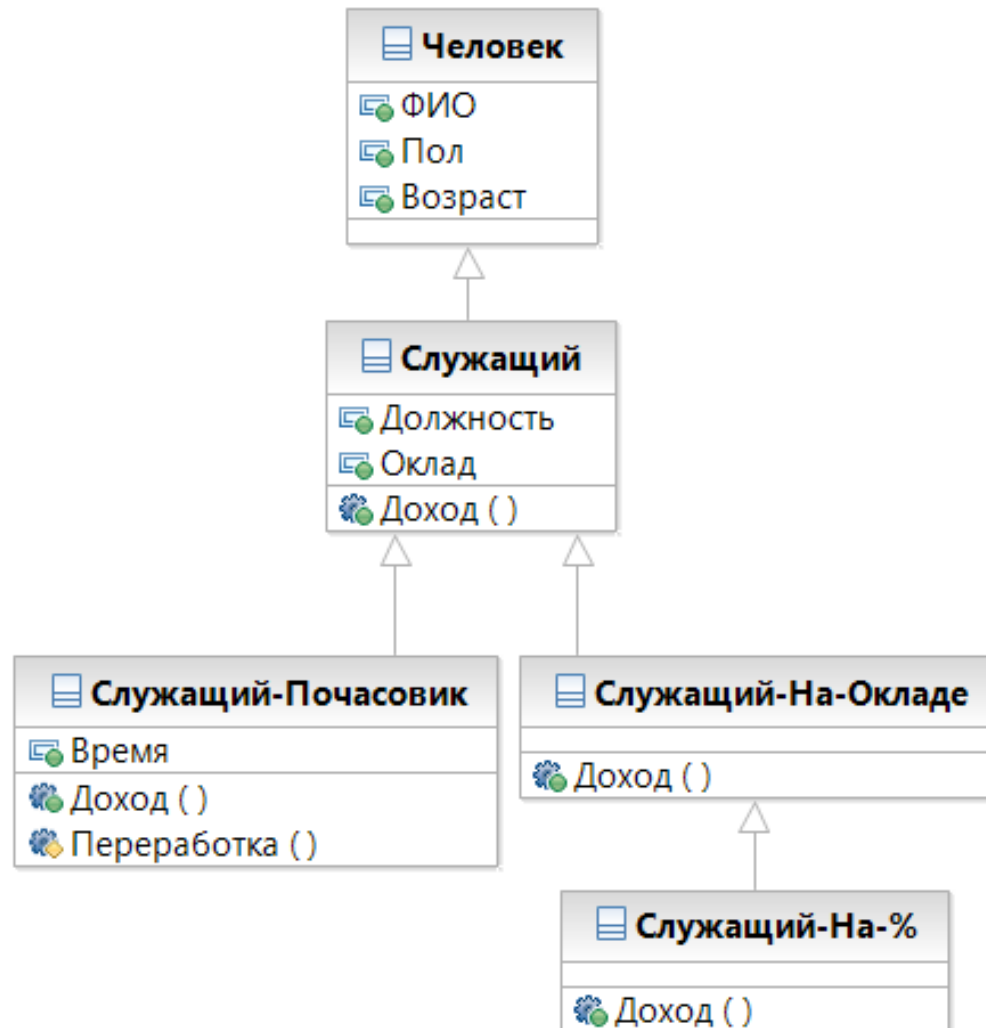 Человек
ФИО
Пол
Возраст
Служащий
Должность
Оклад
Доход ( )
Служащий-Почасовик
Время
Доход ( )
Переработка ( )
Служащий-На-Окладе
Доход ( )
Служащий-На-%
Доход ( )